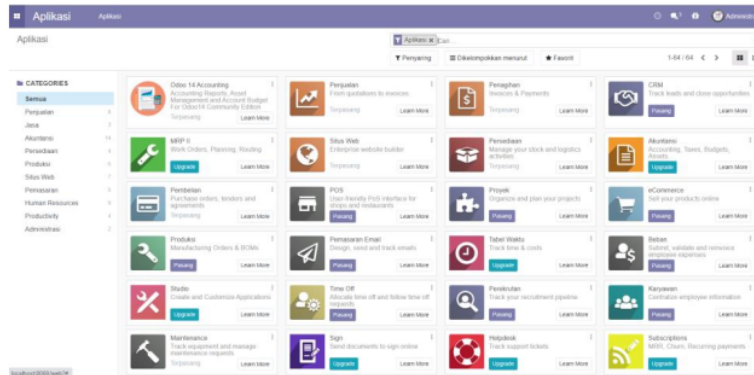 Aplikasi Aplikasi
Administrator
Aplikasi
Aplikasi x Cari...
Penyaring Dikelompokkan menurut Favorit 1-64 / 64
CATEGORIES
Semua
Penjualan
Jasa
Akuntansi
Persediaan
Produksi
Situs Web
Pemasaran
Human Resources
Productivity
Administrasi
Odoo 14 Accounting
Accounting Reports, Asset
Management and Account Budget
For Odoo14 Community Edition
Terpasang Learn More
Penjualan
From quotations to invoices
Terpasang Learn More
Penagihan
Invoices & Payments
Terpasang Learn More
CRM
Track leads and close opportunities
Pasang Learn More
MRP II
Work Orders, Planning, Routing
Upgrade Learn More
Situs Web
Enterprise website builder
Terpasang Learn More
Persediaan
Manage your stock and logistics
activities
Terpasang Learn More
Akuntansi
Accounting, Taxes, Budgets,
Assets
Upgrade Learn More
Pembelian
Purchase orders, tenders and
agreements
Terpasang Learn More
POS
User-friendly PoS interface for
shops and restaurants
Pasang Learn More
Proyek
Organize and plan your projects
Pasang Learn More
eCommerce
Sell your products online
Pasang Learn More
Produksi
Manufacturing Orders & BOMs
Pasang Learn More
Pemasaran Email
Design, send and track emails
Pasang Learn More
Tabel Waktu
Track time & costs
Upgrade Learn More
Beban
Submit, validate and reinvoice
employee expenses
Pasang Learn More
Studio
Create and Customize Applications
Upgrade Learn More
Time Off
Allocate time off and follow time off
requests
Pasang Learn More
Perekrutan
Track your recruitment pipeline
Pasang Learn More
Karyawan
Centralize employee information
Pasang Learn More
Maintenance
Track equipment and manage
maintenance requests
Terpasang Learn More
Sign
Send documents to sign online
Upgrade Learn More
Helpdesk
Track support tickets
Upgrade Learn More
Subscriptions
MRR, Churn, Recurring payments
Upgrade Learn More